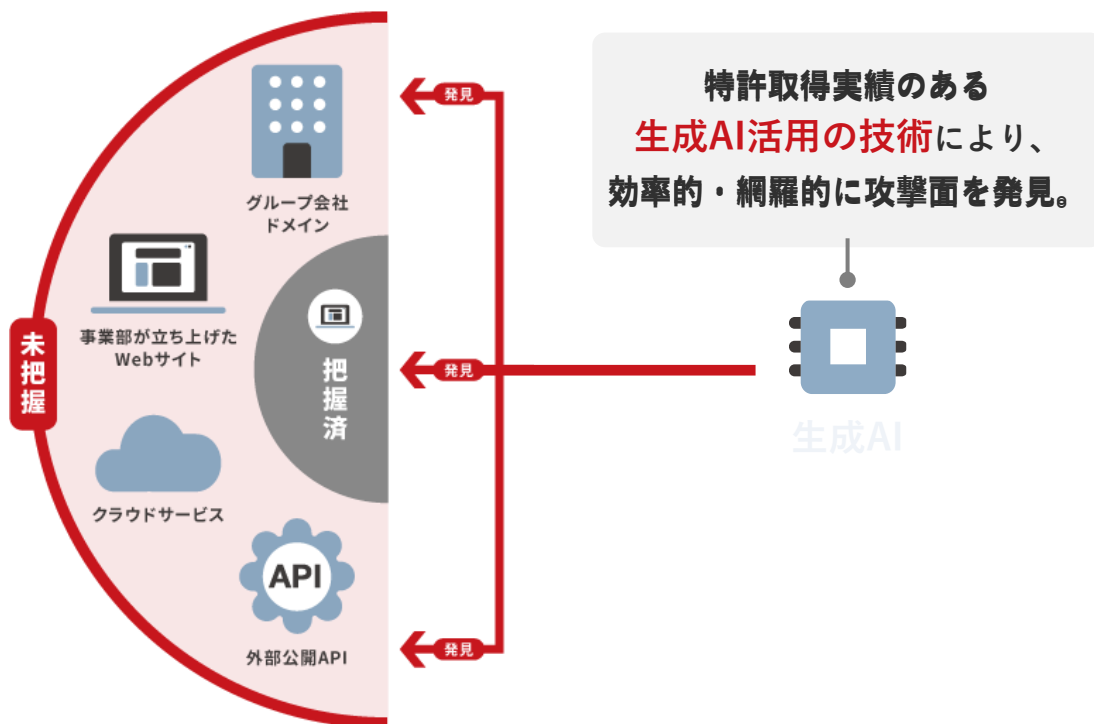 特許取得実績のある
生成AI活用の技術により、
効率的・網羅的に攻撃面を発見。
生成AI
発見
発見
発見
グループ会社
ドメイン
事業部が立ち上げた
Webサイト
未把握
把握済
クラウドサービス
API
外部公開API